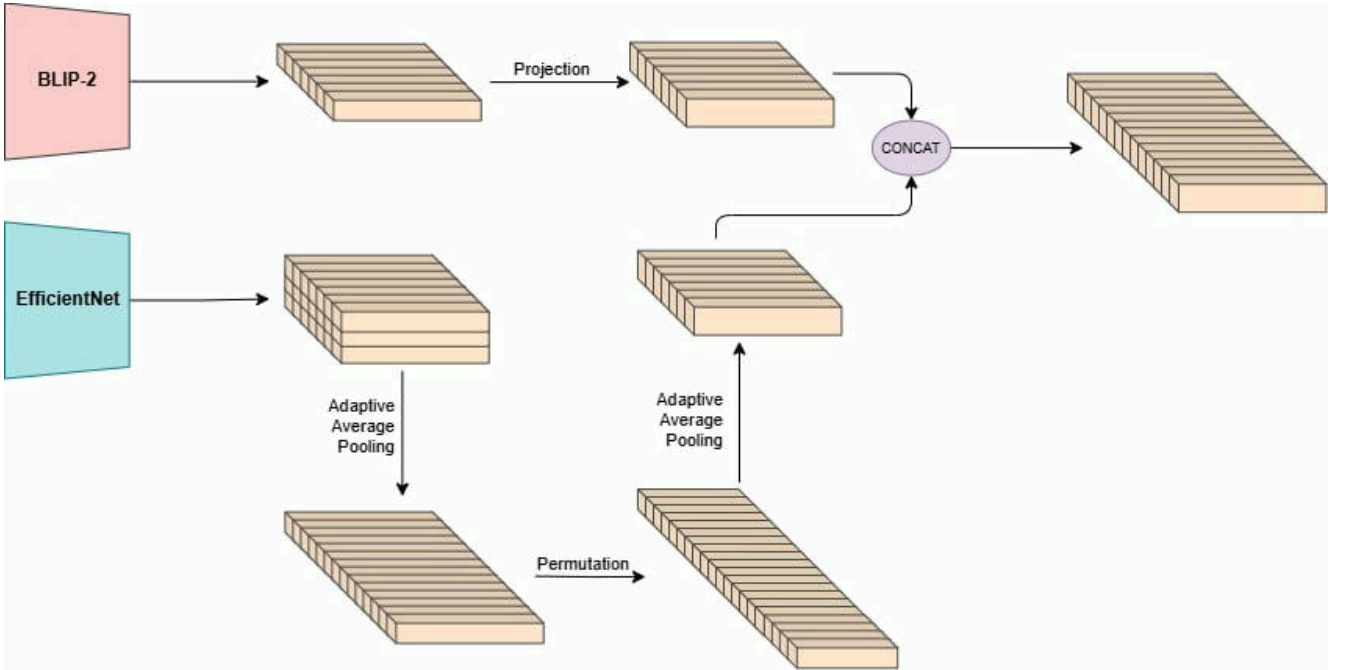 BLIP-2
Projection
CONCAT
EfficientNet
Adaptive
Average
Pooling
Adaptive
Average
Pooling
Permutation